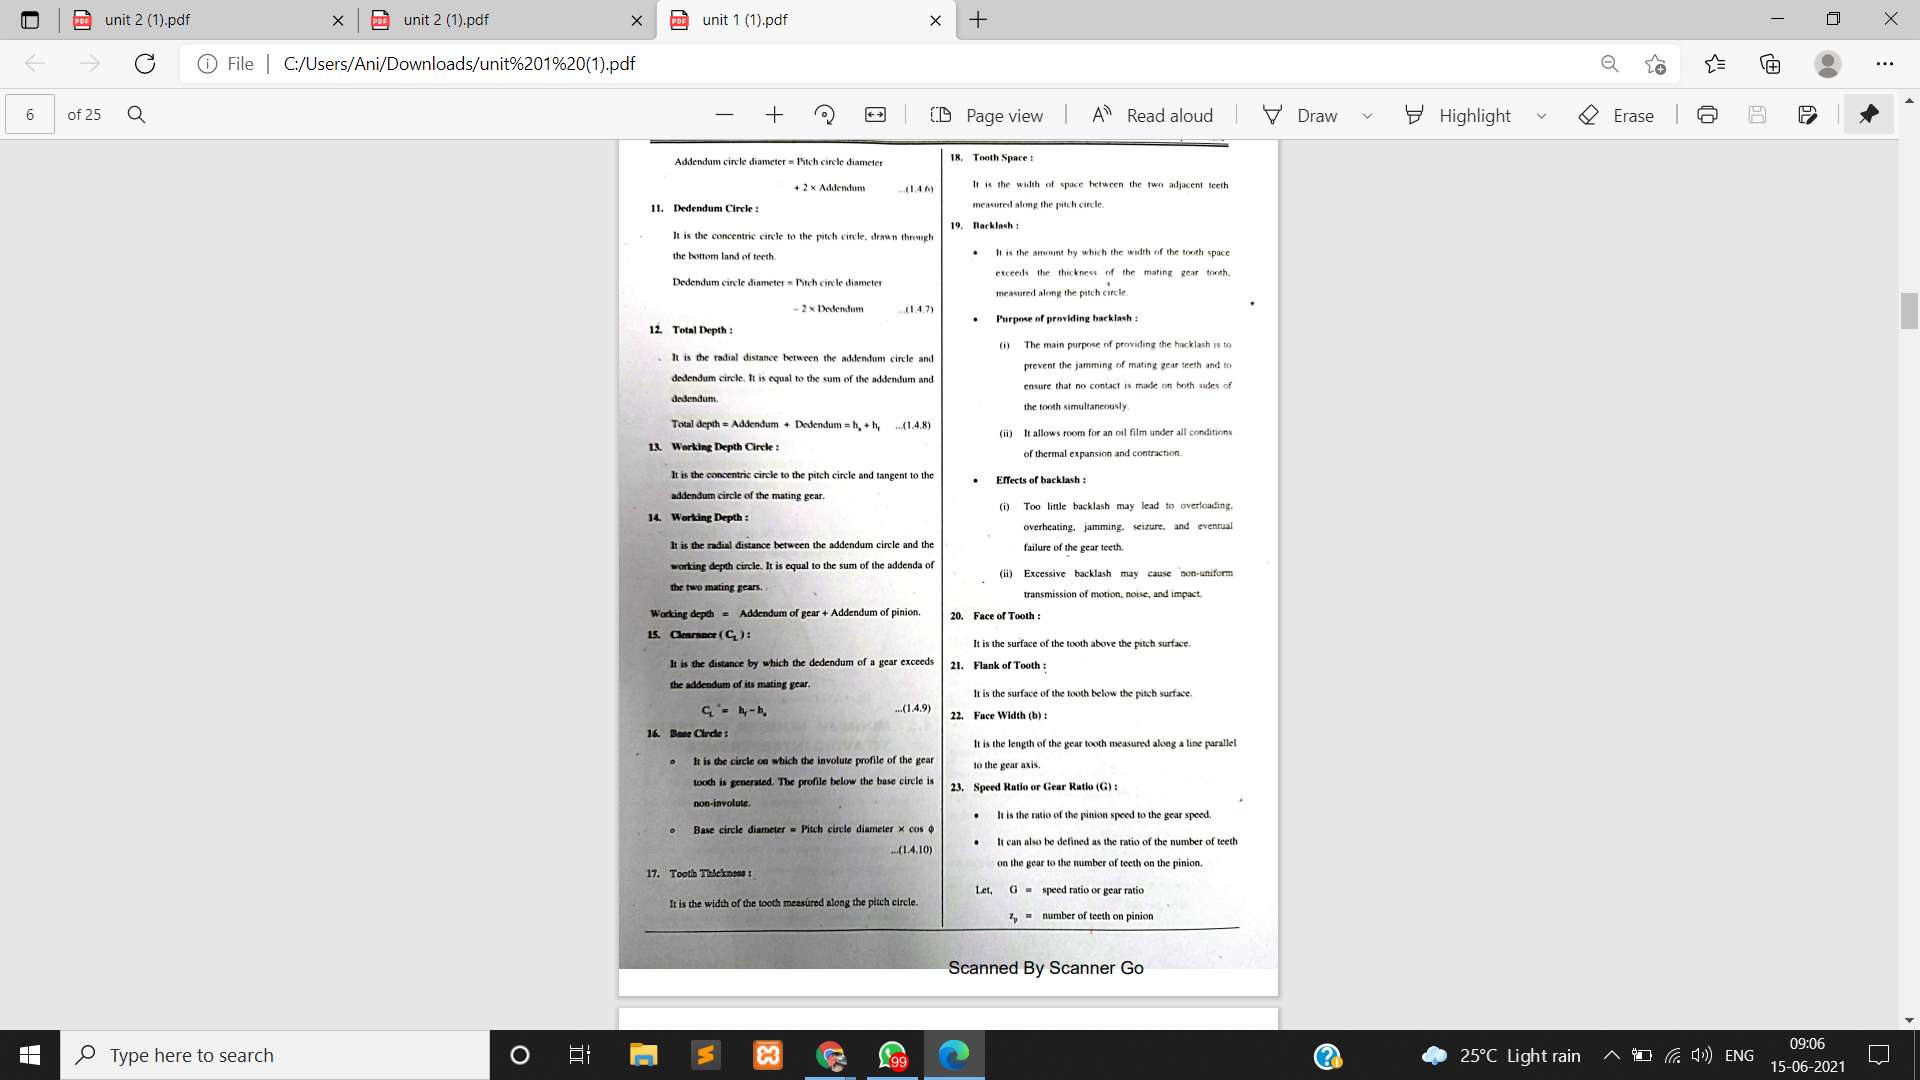 unit 2 (1).pdf
unit 2 (1).pdf
unit 1 (1).pdf
File
C:/Users/Ani/Downloads/unit%201%20(1).pdf
6
of 25
Page view
Read aloud
Draw
Highlight
Erase
Addendum circle diameter = Pitch circle diameter
+ 2 × Addendum ...(1.4.6)
11. Dedendum Circle :
It is the concentric circle to the pitch circle, drawn through
the bottom land of teeth.
Dedendum circle diameter = Pitch circle diameter
– 2 × Dedendum ...(1.4.7)
12. Total Depth :
It is the radial distance between the addendum circle and
dedendum circle. It is equal to the sum of the addendum and
dedendum.
Total depth = Addendum + Dedendum = hₐ + h_f ...(1.4.8)
13. Working Depth Circle :
It is the concentric circle to the pitch circle and tangent to the
addendum circle of the mating gear.
14. Working Depth :
It is the radial distance between the addendum circle and the
working depth circle. It is equal to the sum of the addenda of
the two mating gears.
Working depth = Addendum of gear + Addendum of pinion.
15. Clearance ( C_L ) :
It is the distance by which the dedendum of a gear exceeds
the addendum of its mating gear.
C_L = h_f – hₐ ...(1.4.9)
16. Base Circle :
o It is the circle on which the involute profile of the gear
tooth is generated. The profile below the base circle is
non-involute.
o Base circle diameter = Pitch circle diameter × cos ϕ
...(1.4.10)
17. Tooth Thickness :
It is the width of the tooth measured along the pitch circle.
18. Tooth Space :
It is the width of space between the two adjacent teeth
measured along the pitch circle.
19. Backlash :
• It is the amount by which the width of the tooth space
exceeds the thickness of the mating gear tooth,
measured along the pitch circle.
• Purpose of providing backlash :
(i) The main purpose of providing the backlash is to
prevent the jamming of mating gear teeth and to
ensure that no contact is made on both sides of
the tooth simultaneously.
(ii) It allows room for an oil film under all conditions
of thermal expansion and contraction.
• Effects of backlash :
(i) Too little backlash may lead to overloading,
overheating, jamming, seizure, and eventual
failure of the gear teeth.
(ii) Excessive backlash may cause non-uniform
transmission of motion, noise, and impact.
20. Face of Tooth :
It is the surface of the tooth above the pitch surface.
21. Flank of Tooth :
It is the surface of the tooth below the pitch surface.
22. Face Width (b) :
It is the length of the gear tooth measured along a line parallel
to the gear axis.
23. Speed Ratio or Gear Ratio (G) :
• It is the ratio of the pinion speed to the gear speed.
• It can also be defined as the ratio of the number of teeth
on the gear to the number of teeth on the pinion.
Let, G = speed ratio or gear ratio
z_p = number of teeth on pinion
Scanned By Scanner Go
Type here to search
99
25°C Light rain
ENG
09:06
15-06-2021